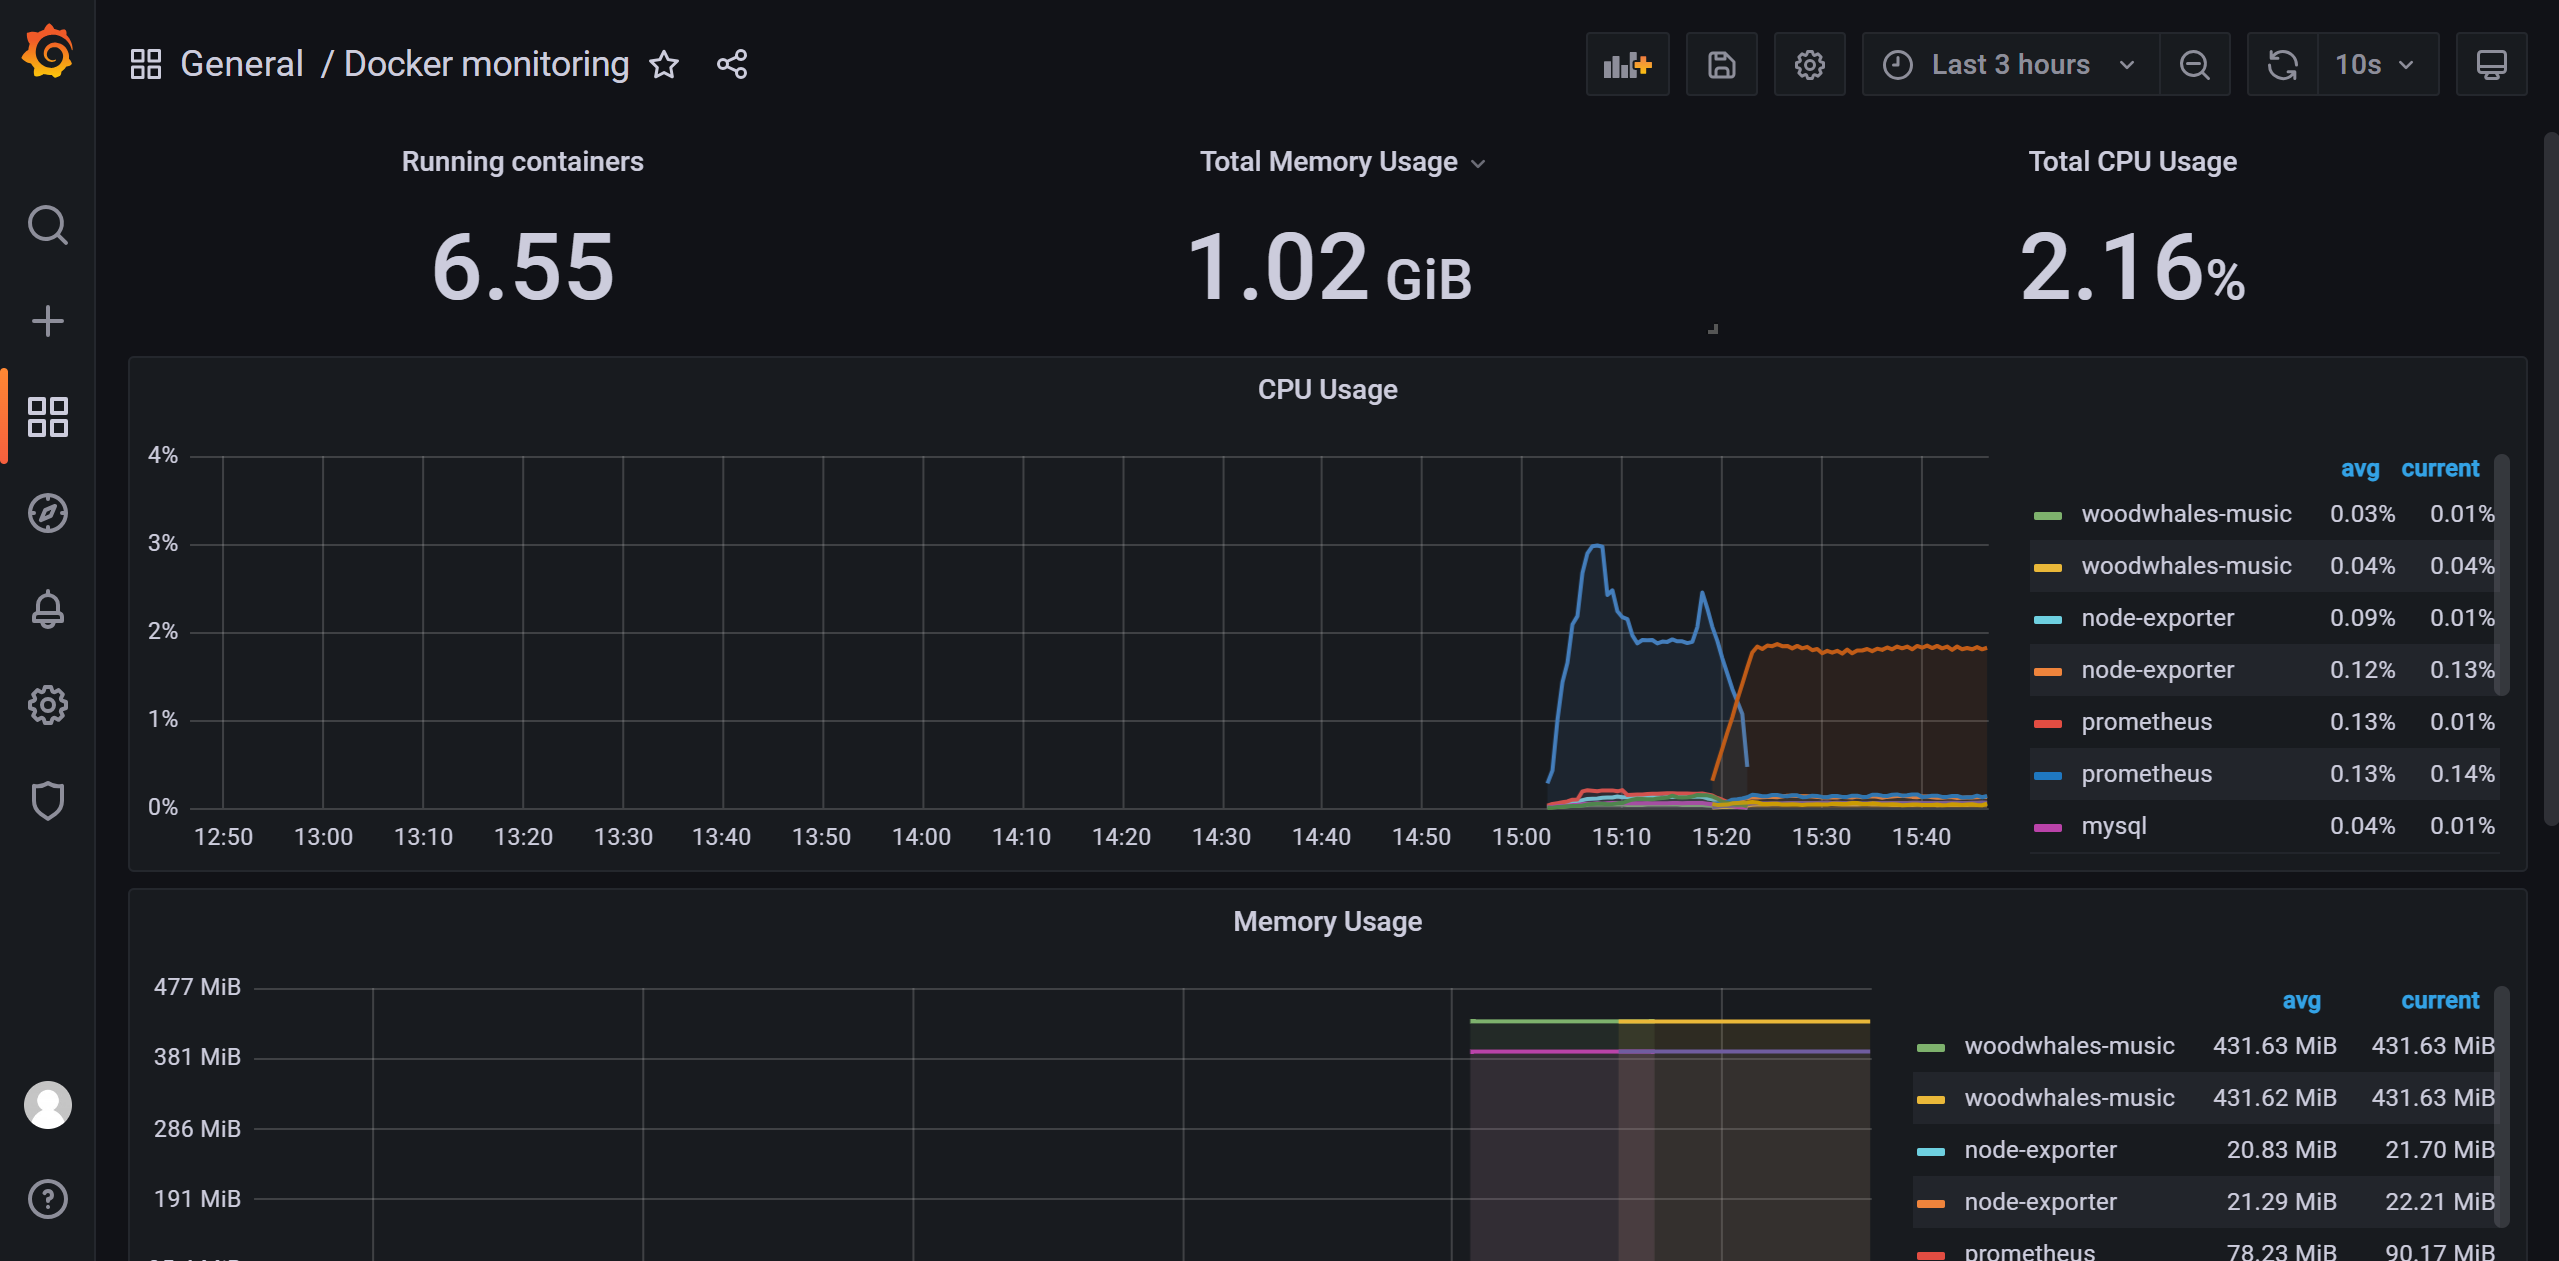 General / Docker monitoring
Last 3 hours
10s
Running containers
Total Memory Usage
Total CPU Usage
6.55
1.02 GiB
2.16%
CPU Usage
4%
3%
2%
1%
0%
12:50 13:00 13:10 13:20 13:30 13:40 13:50 14:00 14:10 14:20 14:30 14:40 14:50 15:00 15:10 15:20 15:30 15:40
avg current
woodwhales-music 0.03% 0.01%
woodwhales-music 0.04% 0.04%
node-exporter 0.09% 0.01%
node-exporter 0.12% 0.13%
prometheus 0.13% 0.01%
prometheus 0.13% 0.14%
mysql 0.04% 0.01%
Memory Usage
477 MiB
381 MiB
286 MiB
191 MiB
avg current
woodwhales-music 431.63 MiB 431.63 MiB
woodwhales-music 431.62 MiB 431.63 MiB
node-exporter 20.83 MiB 21.70 MiB
node-exporter 21.29 MiB 22.21 MiB
prometheus 78.23 MiB 90.17 MiB